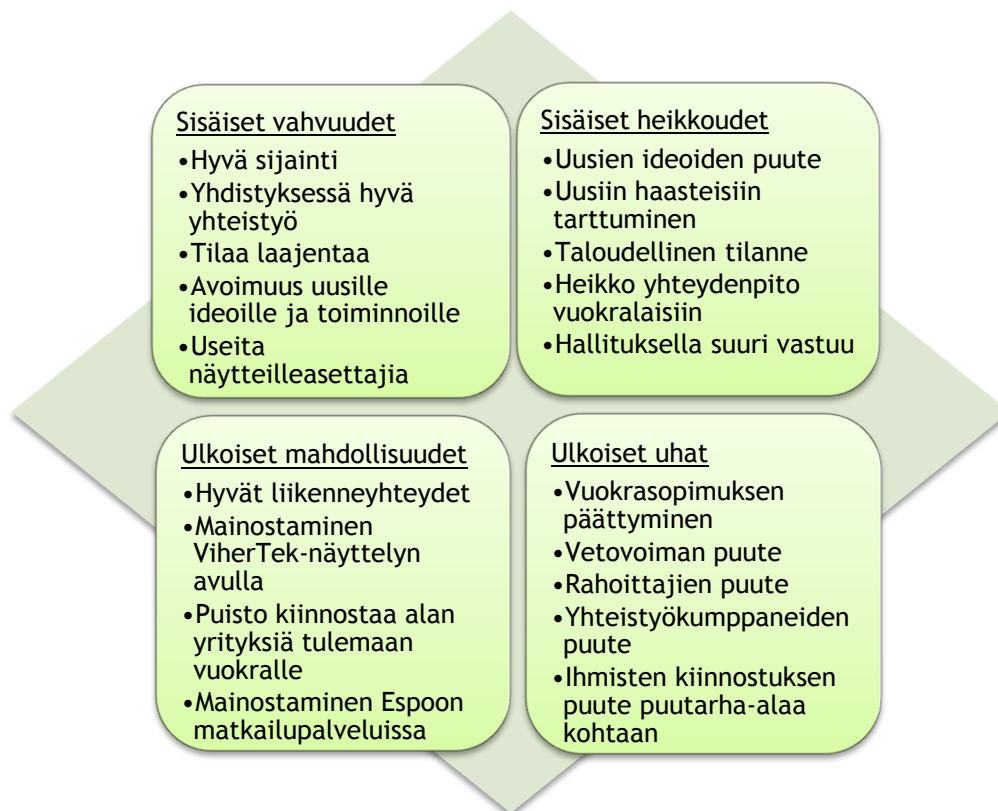 Sisäiset vahvuudet
•Hyvä sijainti
•Yhdistyksessä hyvä
yhteistyö
•Tilaa laajentaa
•Avoimuus uusille
ideoille ja toiminnoille
•Useita
näytteilleasettajia
Sisäiset heikkoudet
•Uusien ideoiden puute
•Uusiin haasteisiin
tarttuminen
•Taloudellinen tilanne
•Heikko yhteydenpito
vuokralaisiin
•Hallituksella suuri vastuu
Ulkoiset mahdollisuudet
•Hyvät liikenneyhteydet
•Mainostaminen
ViherTek-näyttelyn
avulla
•Puisto kiinnostaa alan
yrityksiä tulemaan
vuokralle
•Mainostaminen Espoon
matkailupalveluissa
Ulkoiset uhat
•Vuokrasopimuksen
päättyminen
•Vetovoiman puute
•Rahoittajien puute
•Yhteistyökumppaneiden
puute
•Ihmisten kiinnostuksen
puute puutarha-alaa
kohtaan